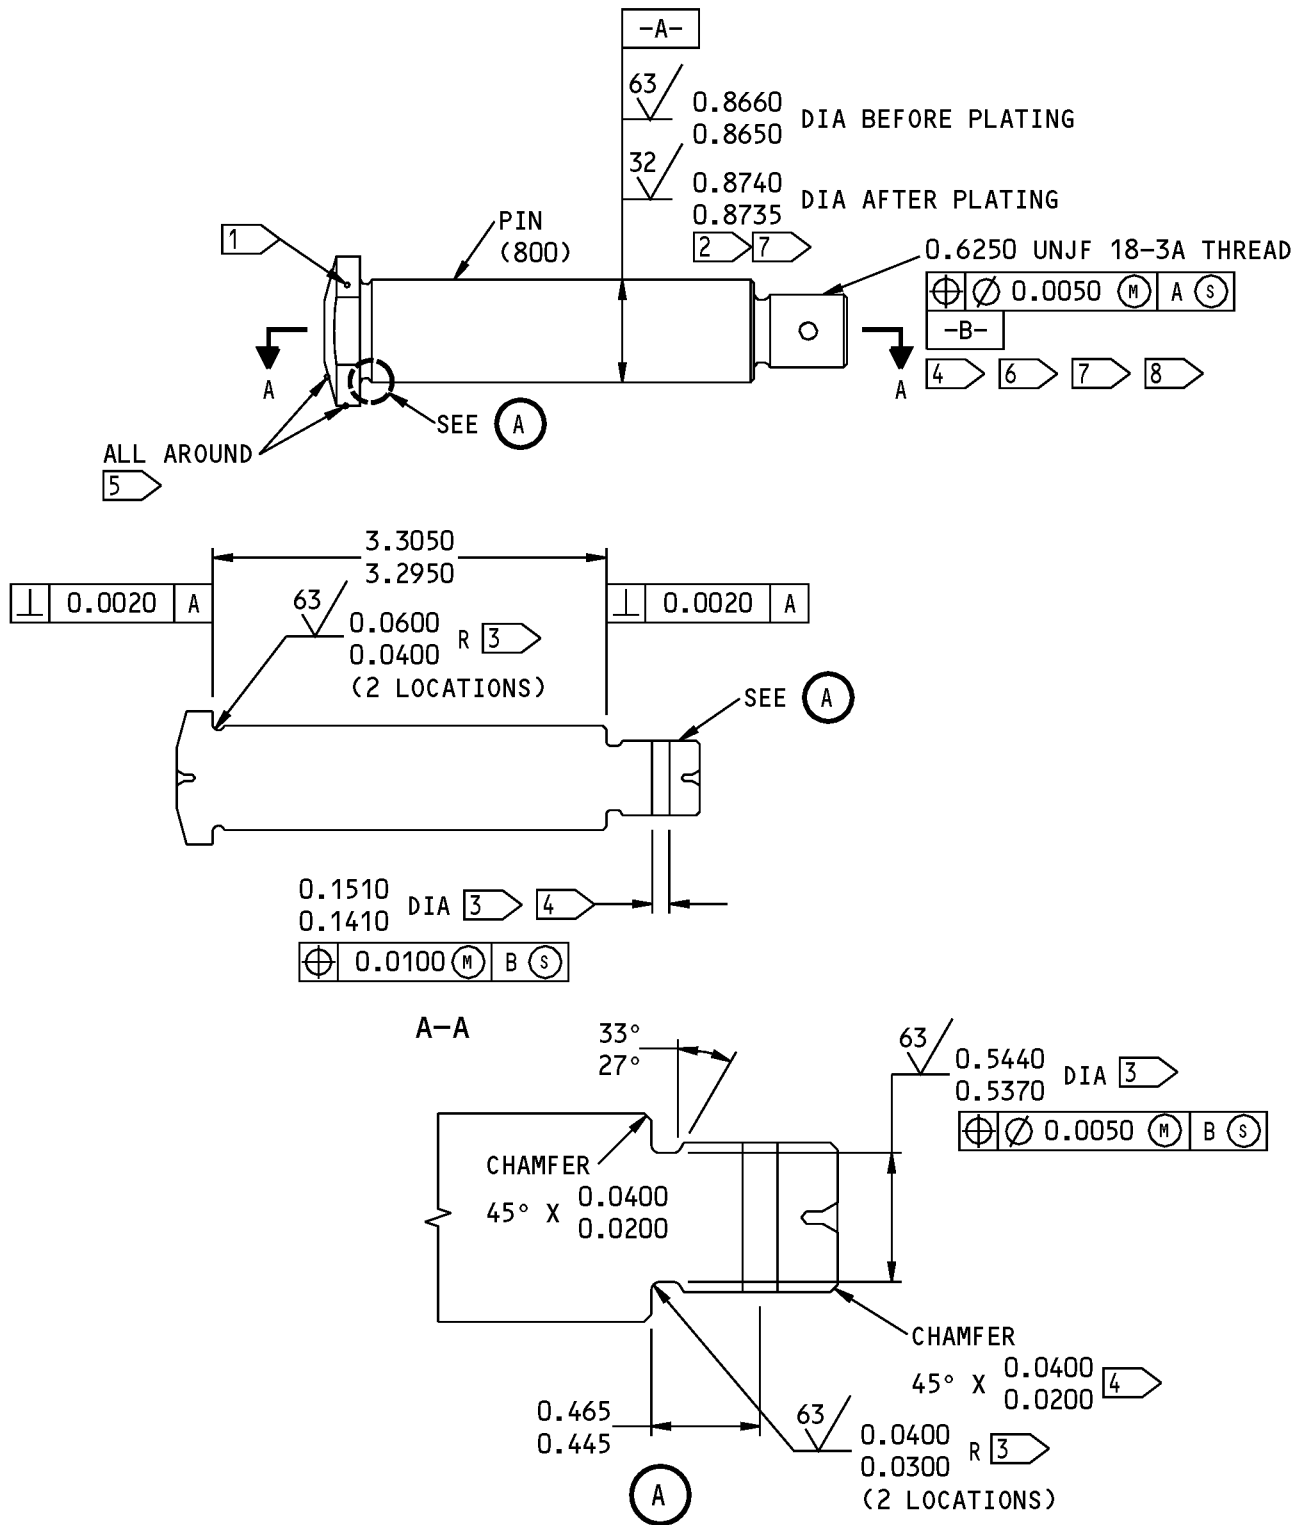 -A-
63
0.8660
0.8650
DIA BEFORE PLATING
32
0.8740
0.8735
DIA AFTER PLATING
2 7
1
PIN
(800)
0.6250 UNJF 18-3A THREAD
⌖ ⌀ 0.0050 Ⓜ A Ⓢ
-B-
4 6 7 8
A
A
SEE A
ALL AROUND
5
3.3050
3.2950
⊥ 0.0020 A
⊥ 0.0020 A
63
0.0600
0.0400
R 3
(2 LOCATIONS)
SEE A
0.1510
0.1410
DIA 3 4
⌖ 0.0100 Ⓜ B Ⓢ
A-A
33°
27°
63
0.5440
0.5370
DIA 3
⌖ ⌀ 0.0050 Ⓜ B Ⓢ
CHAMFER
45° X
0.0400
0.0200
CHAMFER
45° X
0.0400
0.0200
4
0.465
0.445
63
0.0400
0.0300
R 3
(2 LOCATIONS)
A